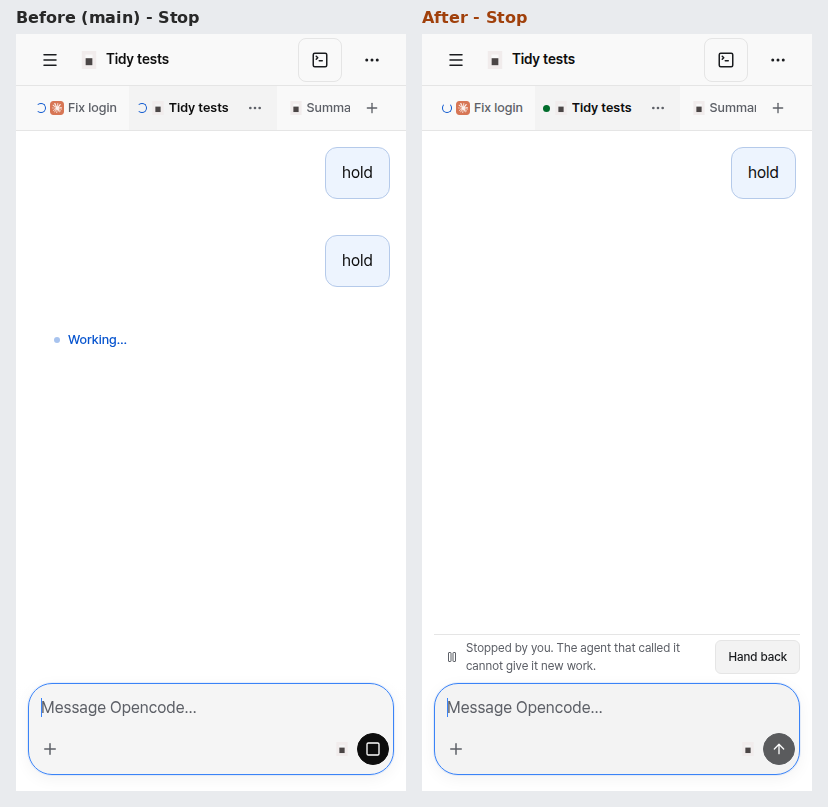 Before (main) - Stop
Tidy tests
Fix login
Tidy tests
Summa
hold
hold
Working...
Message Opencode...
After - Stop
Tidy tests
Fix login
Tidy tests
Summar
hold
Stopped by you. The agent that called it
cannot give it new work.
Hand back
Message Opencode...